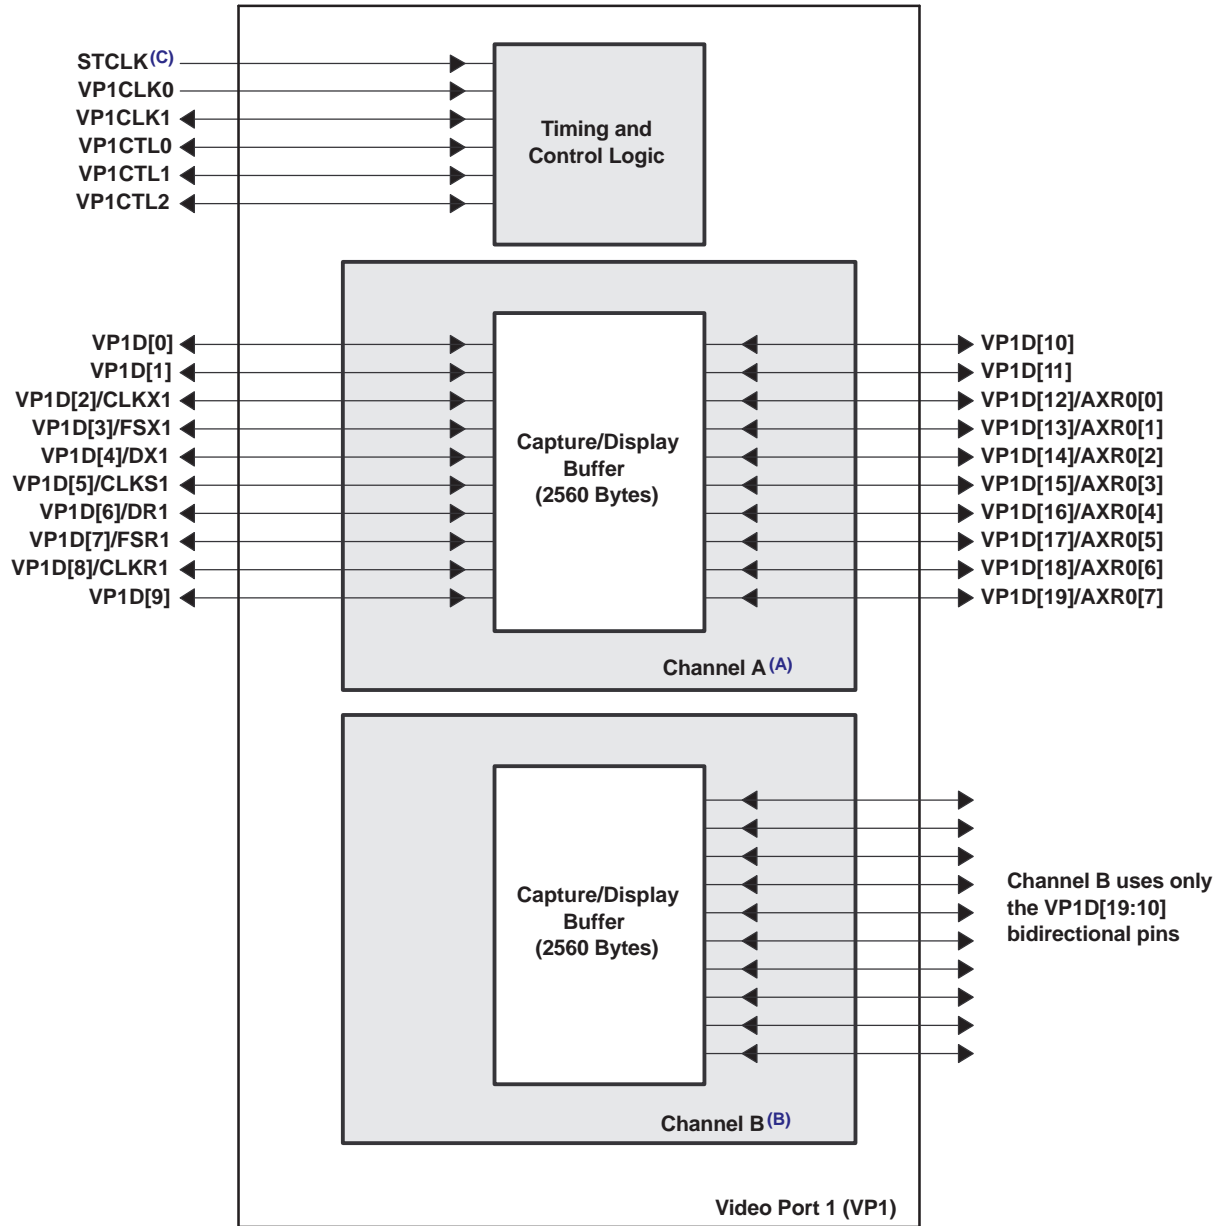 STCLK(C)
VP1CLK0
VP1CLK1
VP1CTL0
VP1CTL1
VP1CTL2
Timing and
Control Logic
VP1D[0]
VP1D[1]
VP1D[2]/CLKX1
VP1D[3]/FSX1
VP1D[4]/DX1
VP1D[5]/CLKS1
VP1D[6]/DR1
VP1D[7]/FSR1
VP1D[8]/CLKR1
VP1D[9]
Capture/Display
Buffer
(2560 Bytes)
VP1D[10]
VP1D[11]
VP1D[12]/AXR0[0]
VP1D[13]/AXR0[1]
VP1D[14]/AXR0[2]
VP1D[15]/AXR0[3]
VP1D[16]/AXR0[4]
VP1D[17]/AXR0[5]
VP1D[18]/AXR0[6]
VP1D[19]/AXR0[7]
Channel A(A)
Capture/Display
Buffer
(2560 Bytes)
Channel B uses only
the VP1D[19:10]
bidirectional pins
Channel B(B)
Video Port 1 (VP1)